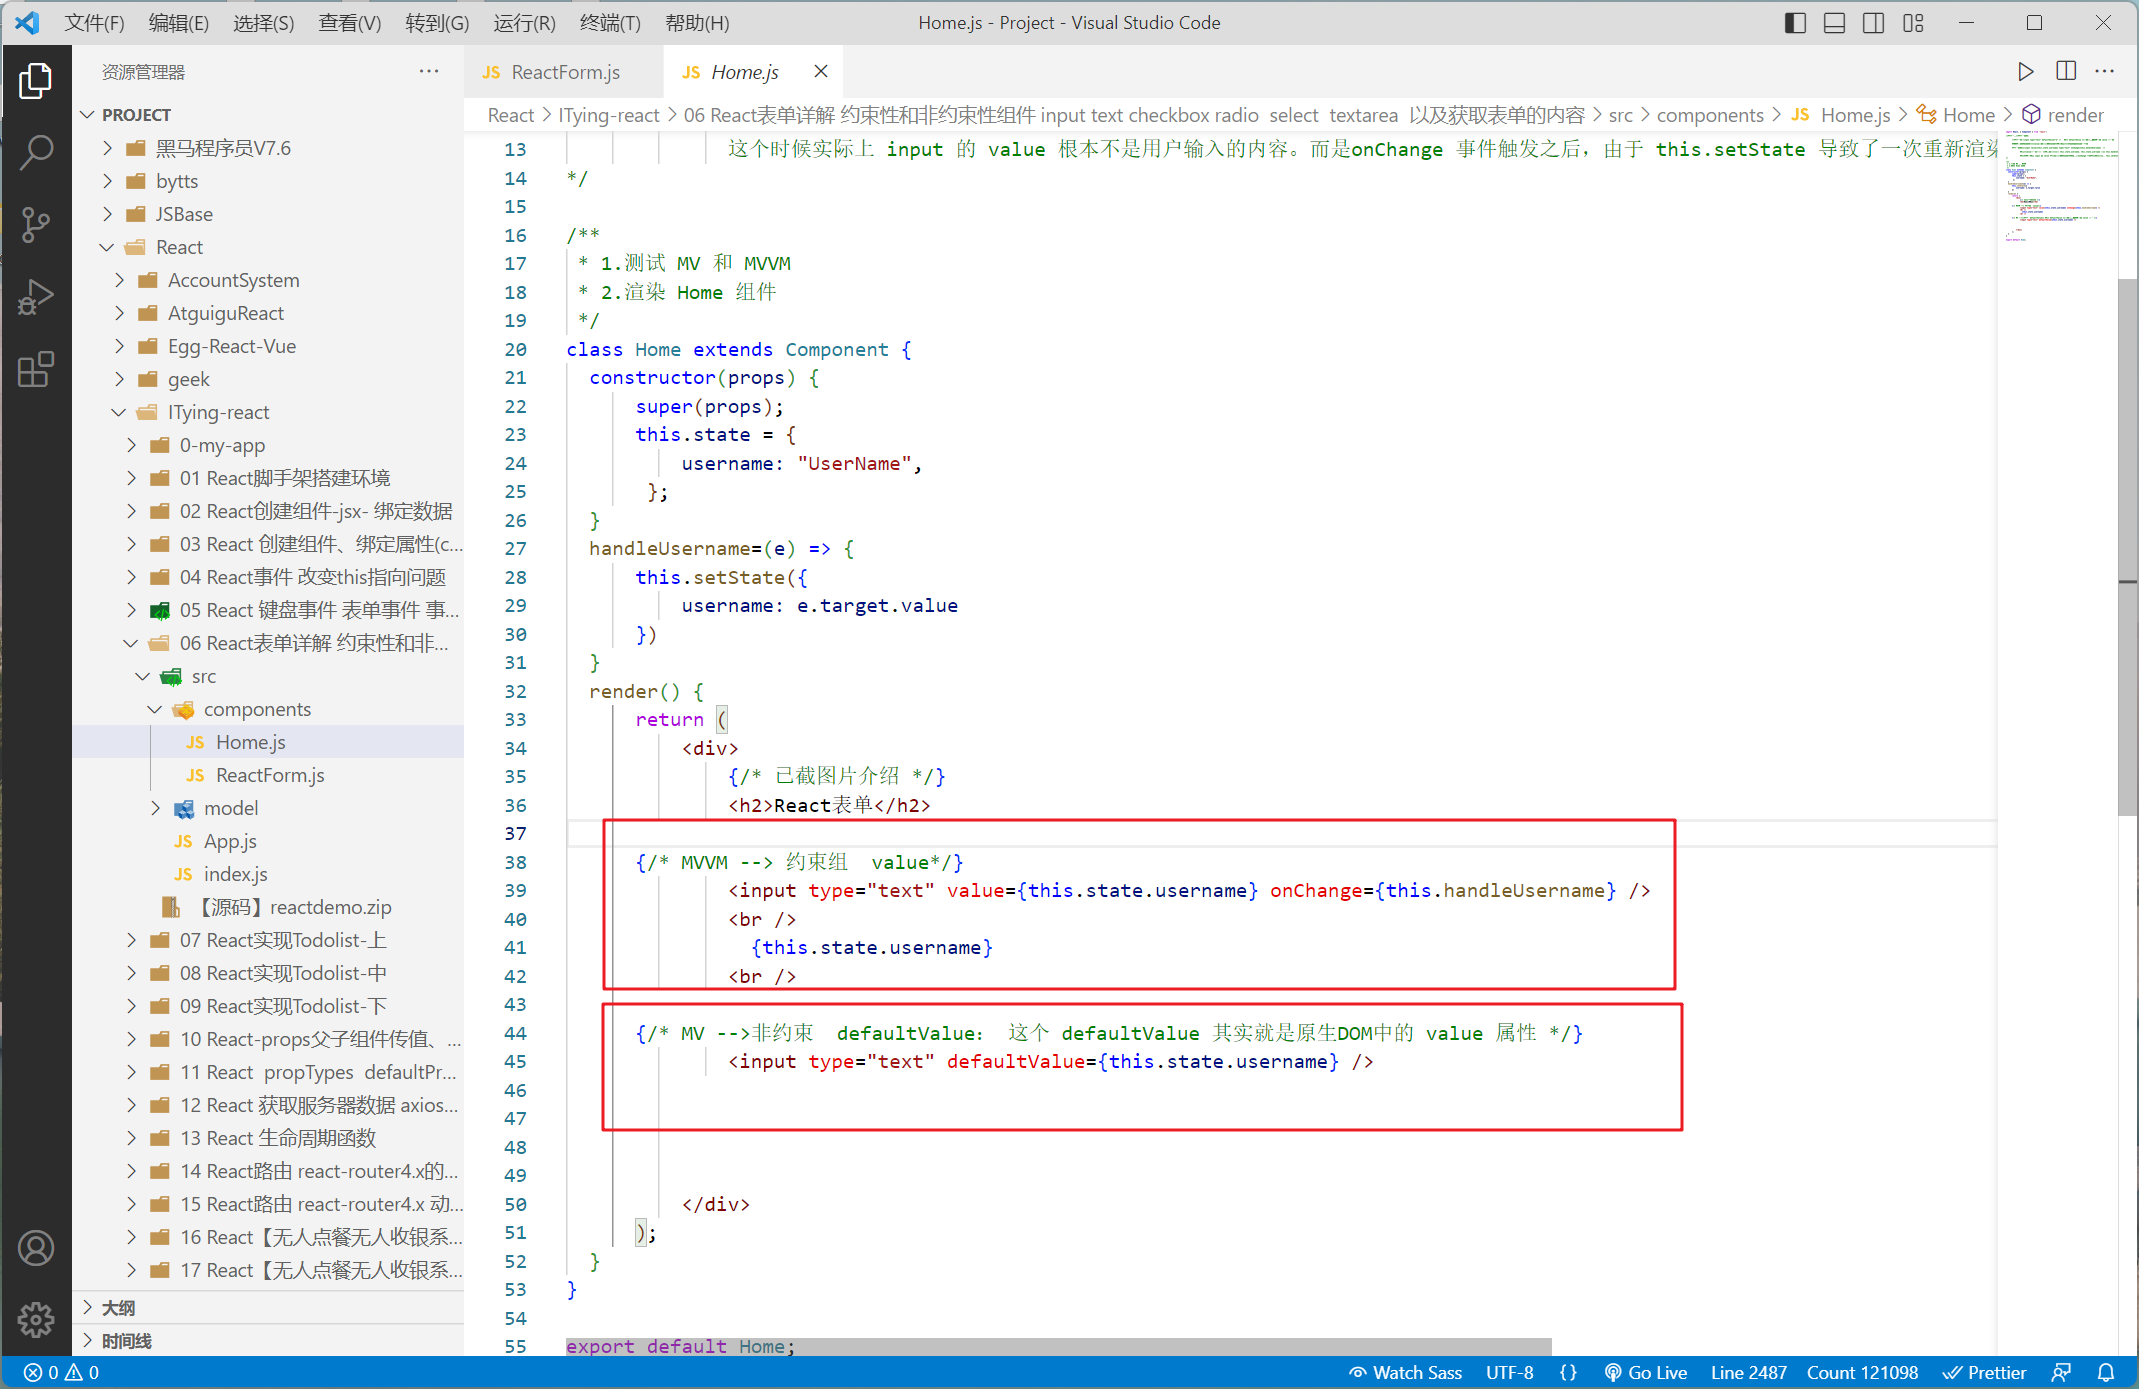 文件(F) 编辑(E) 选择(S) 查看(V) 转到(G) 运行(R) 终端(T) 帮助(H) Home.js - Project - Visual Studio Code
资源管理器 ···
JS ReactForm.js JS Home.js
React > ITying-react > 06 React表单详解 约束性和非约束性组件 input text checkbox radio select textarea 以及获取表单的内容 > src > components > JS Home.js > Home > render
PROJECT
黑马程序员V7.6
bytts
JSBase
React
AccountSystem
AtguiguReact
Egg-React-Vue
geek
ITying-react
0-my-app
01 React脚手架搭建环境
02 React创建组件-jsx- 绑定数据
03 React 创建组件、绑定属性(c...
04 React事件 改变this指向问题
05 React 键盘事件 表单事件 事...
06 React表单详解 约束性和非...
src
components
JS Home.js
JS ReactForm.js
model
JS App.js
JS index.js
【源码】reactdemo.zip
07 React实现Todolist-上
08 React实现Todolist-中
09 React实现Todolist-下
10 React-props父子组件传值、...
11 React propTypes defaultPr...
12 React 获取服务器数据 axios...
13 React 生命周期函数
14 React路由 react-router4.x的...
15 React路由 react-router4.x 动...
16 React【无人点餐无人收银系...
17 React【无人点餐无人收银系...
大纲
时间线
13 这个时候实际上 input 的 value 根本不是用户输入的内容。而是onChange 事件触发之后，由于 this.setState 导致了一次重新渲染
14 */
15
16 /**
17 * 1.测试 MV 和 MVVM
18 * 2.渲染 Home 组件
19 */
20 class Home extends Component {
21 constructor(props) {
22 super(props);
23 this.state = {
24 username: "UserName",
25 };
26 }
27 handleUsername=(e) => {
28 this.setState({
29 username: e.target.value
30 })
31 }
32 render() {
33 return (
34 <div>
35 {/* 已截图片介绍 */}
36 <h2>React表单</h2>
37
38 {/* MVVM --> 约束组 value*/}
39 <input type="text" value={this.state.username} onChange={this.handleUsername} />
40 <br />
41 {this.state.username}
42 <br />
43
44 {/* MV -->非约束 defaultValue： 这个 defaultValue 其实就是原生DOM中的 value 属性 */}
45 <input type="text" defaultValue={this.state.username} />
46
47
48
49
50 </div>
51 );
52 }
53 }
54
55 export default Home;
0 0 Watch Sass UTF-8 {} Go Live Line 2487 Count 121098 Prettier